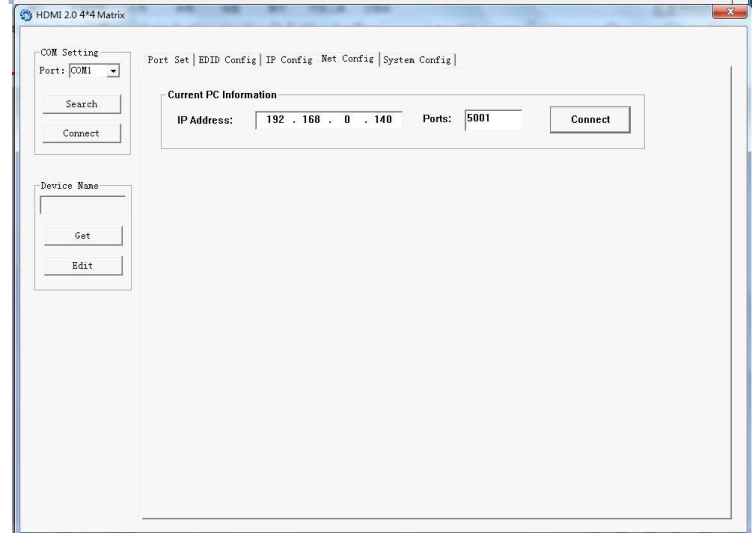 HDMI 2.0 4*4 Matrix
COM Setting
Port: COM1
Search
Connect
Device Name
Get
Edit
Port Set EDID Config IP Config Net Config System Config
Current PC Information
IP Address: 192 . 168 . 0 . 140 Ports: 5001 Connect